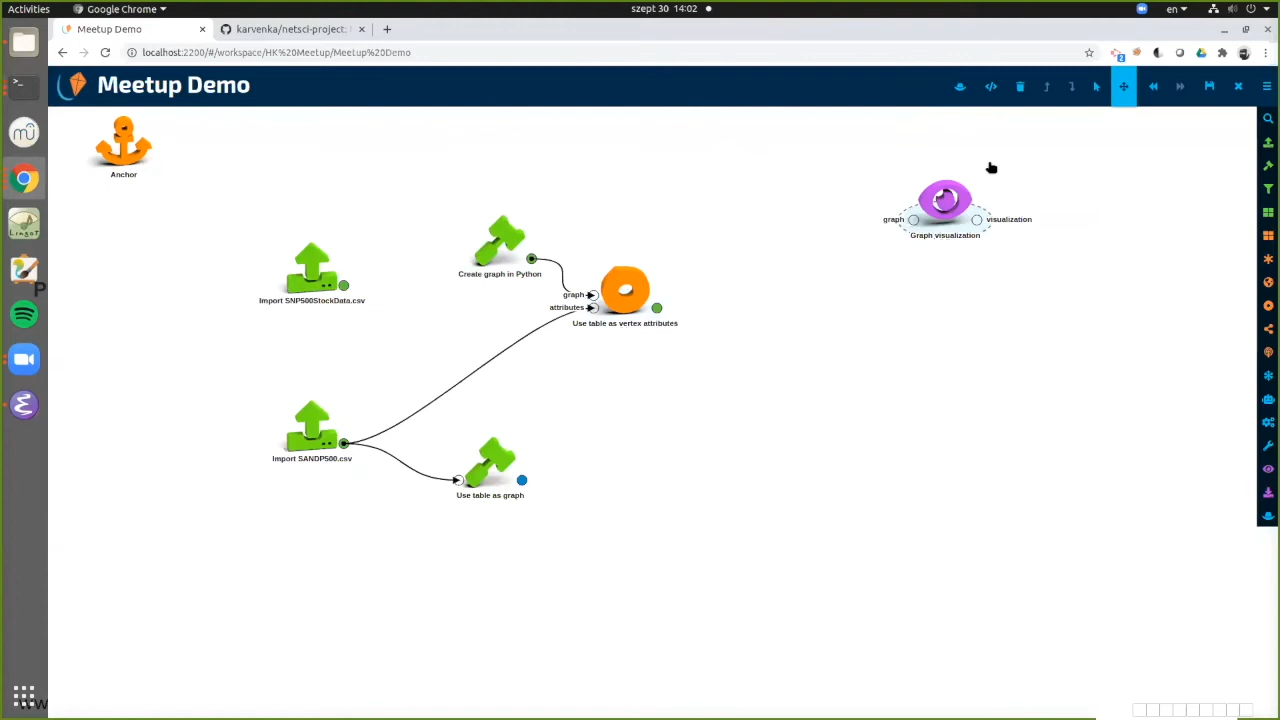 Activities
Google Chrome
szept 30 14:02
en
Meetup Demo
karvenka/netsci-project:
localhost:2200/#/workspace/HK%20Meetup/Meetup%20Demo
2
Meetup Demo
Anchor
graph
visualization
Graph visualization
Create graph in Python
Import SNP500StockData.csv
graph
attributes
Use table as vertex attributes
Import SANDP500.csv
Use table as graph